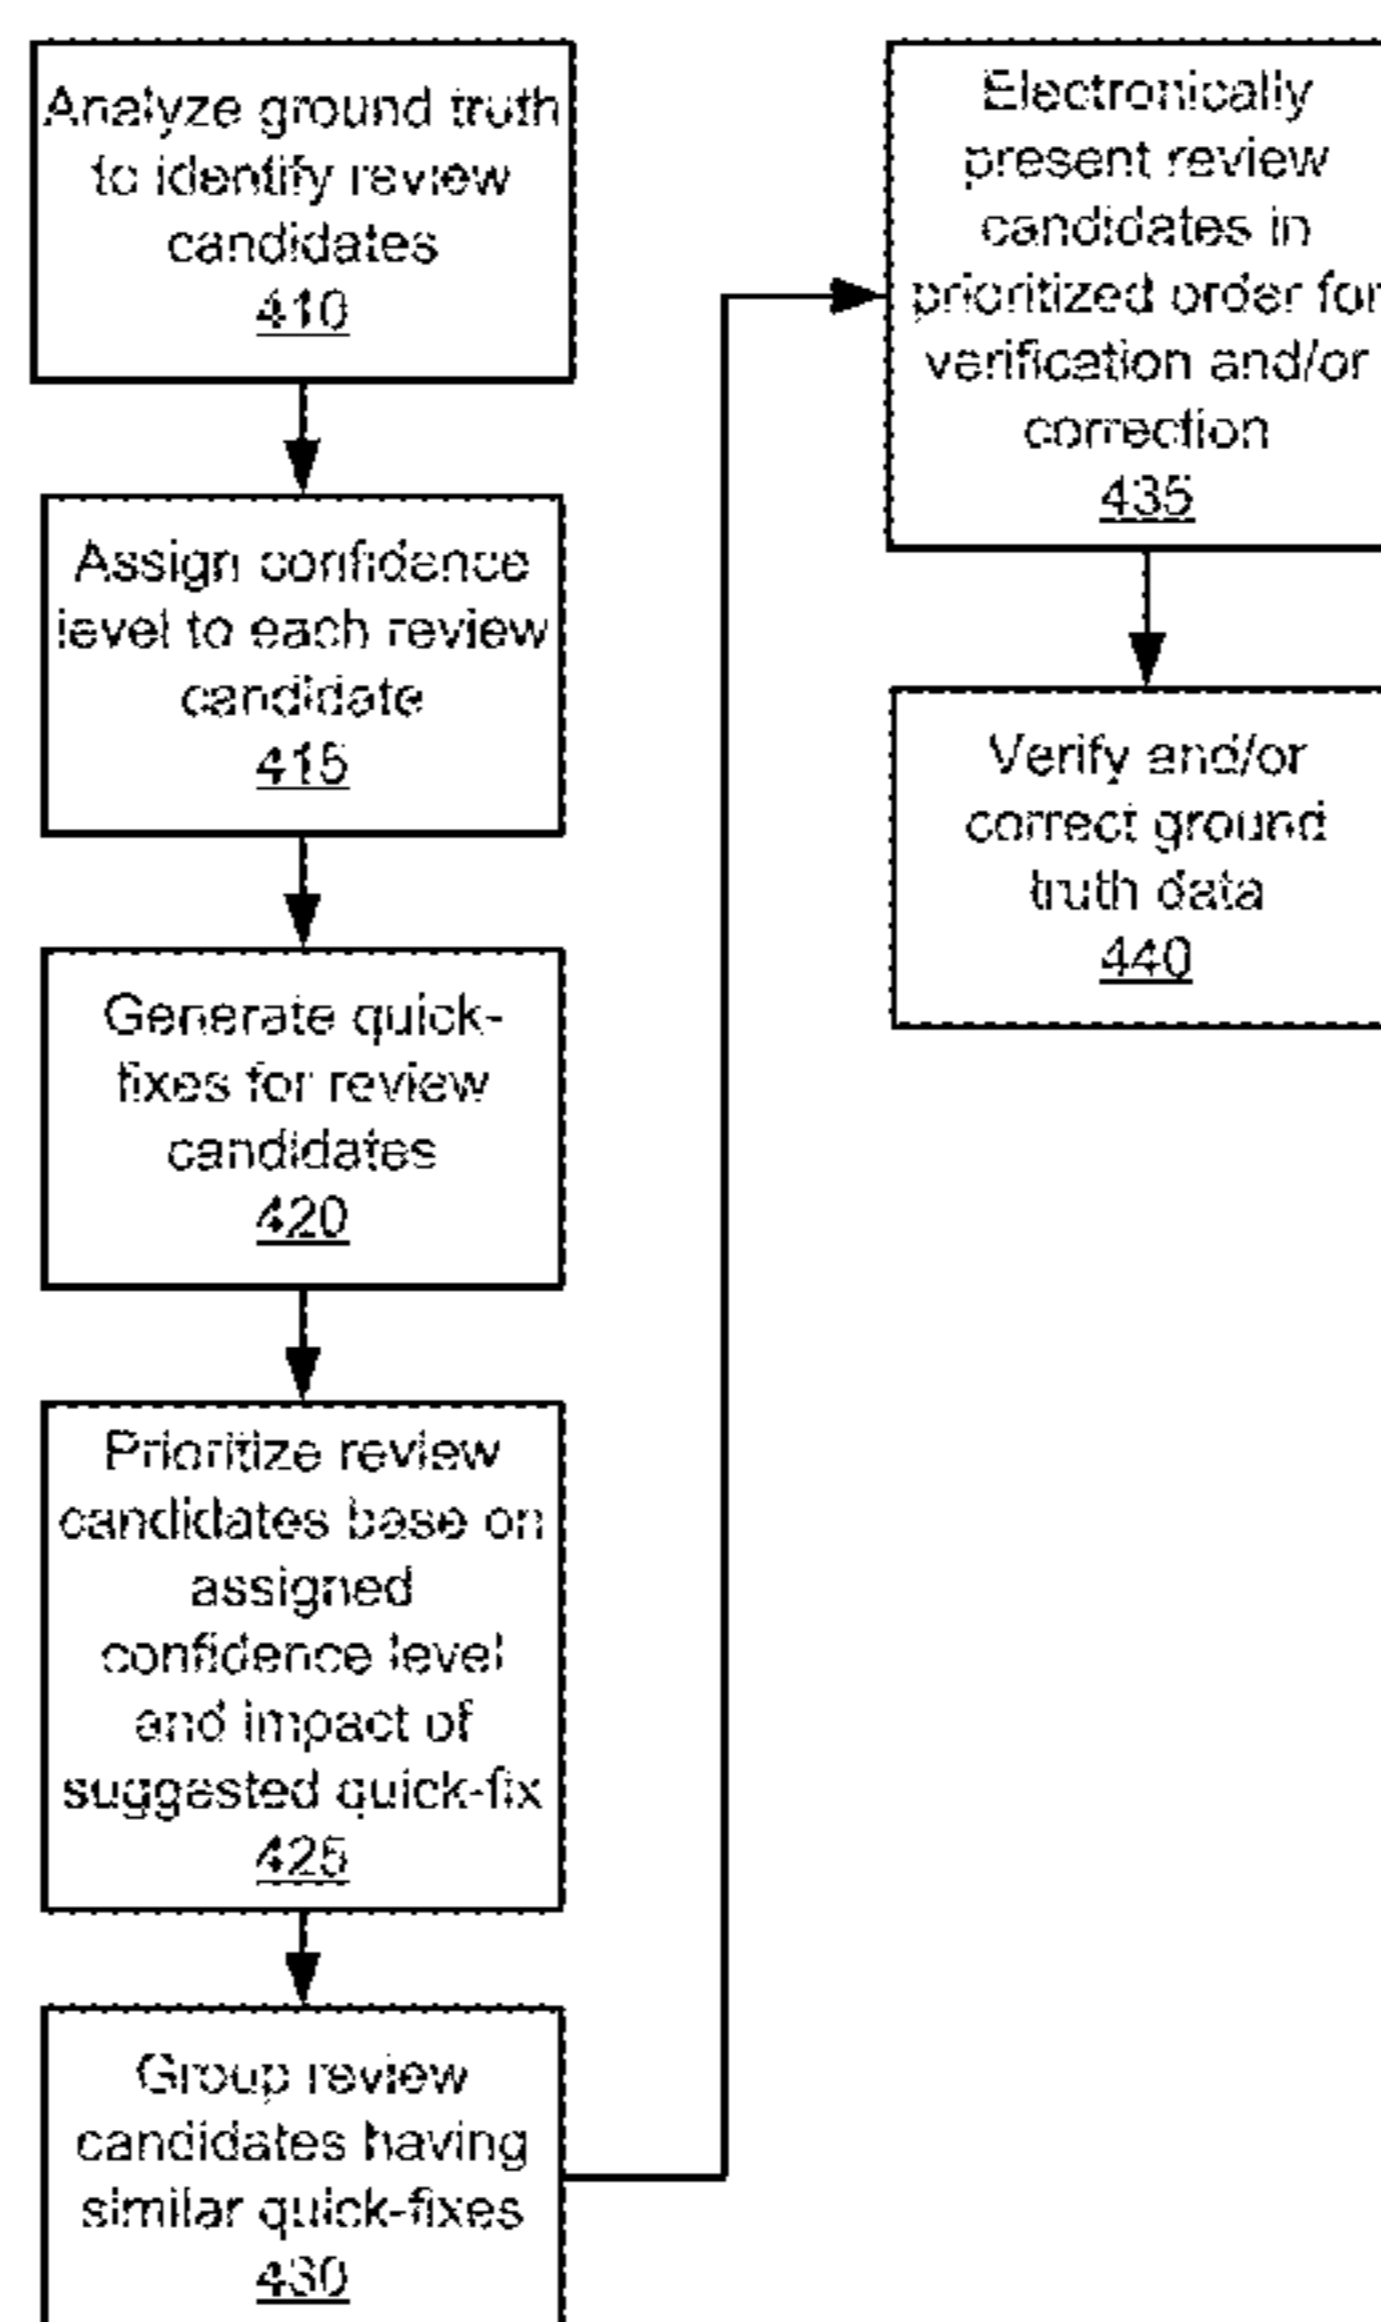 Analyze ground truth
to identify review
candidates
410
Assign confidence
level to each review
candidate
415
Generate quick-
fixes for review
candidates
420
Prioritize review
candidates base on
assigned
confidence level
and impact of
suggested quick-fix
425
Group review
candidates having
similar quick-fixes
430
Electronically
present review
candidates in
prioritized order for
verification and/or
correction
435
Verify and/or
correct ground
truth data
440